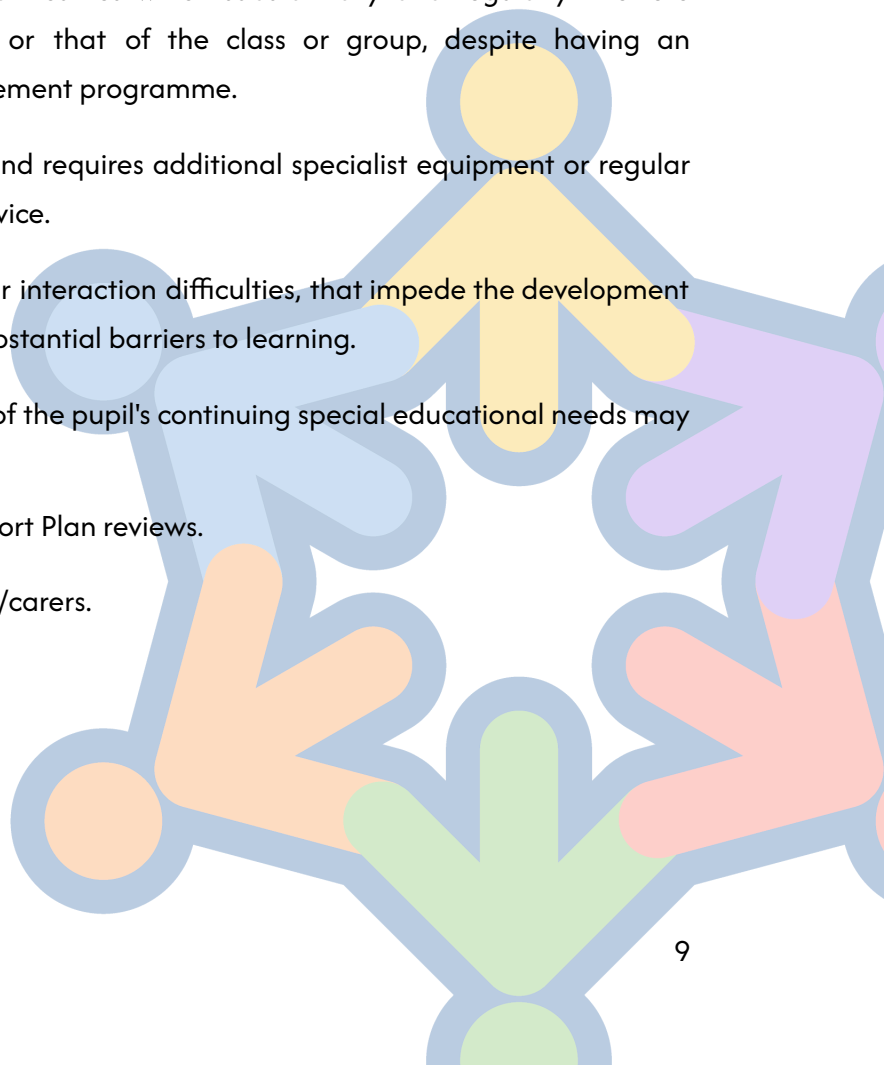 or that of the class or group, despite having an
ement programme.
nd requires additional specialist equipment or regular
vice.
r interaction difficulties, that impede the development
ostantial barriers to learning.
of the pupil's continuing special educational needs may
ort Plan reviews.
/carers.
9